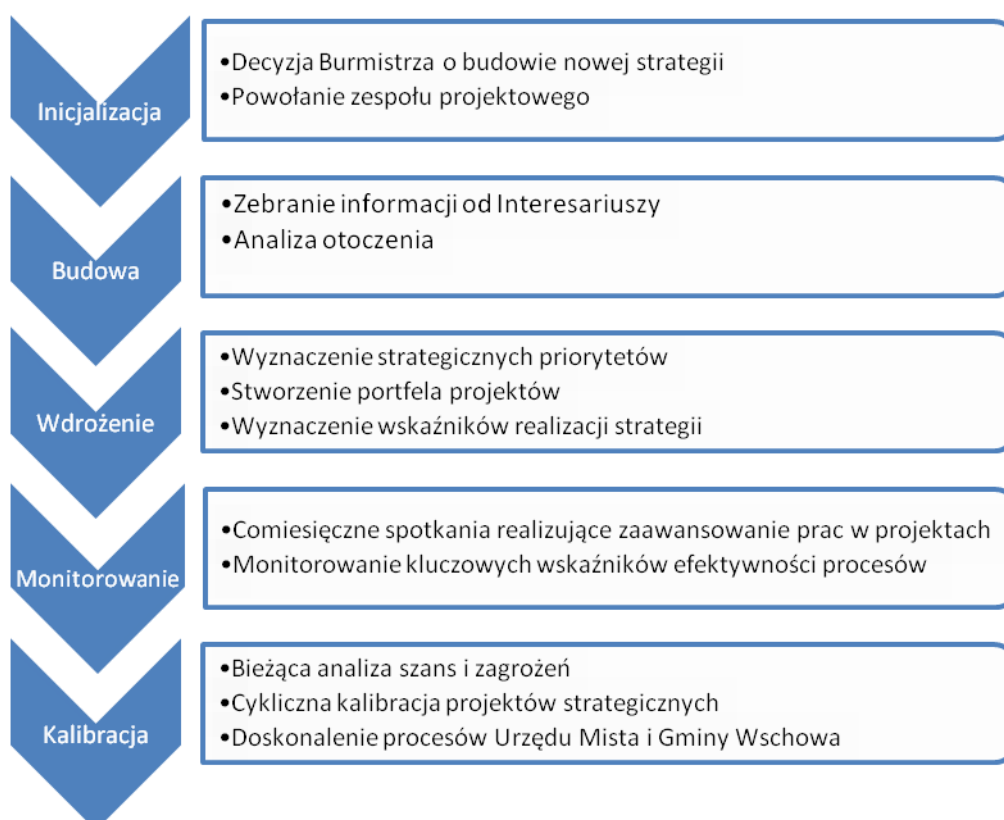 Inicjalizacja
•Decyzja Burmistrza o budowie nowej strategii
•Powołanie zespołu projektowego
Budowa
•Zebranie informacji od Interesariuszy
•Analiza otoczenia
Wdrożenie
•Wyznaczenie strategicznych priorytetów
•Stworzenie portfela projektów
•Wyznaczenie wskaźników realizacji strategii
Monitorowanie
•Comiesięczne spotkania realizujące zaawansowanie prac w projektach
•Monitorowanie kluczowych wskaźników efektywności procesów
Kalibracja
•Bieżąca analiza szans i zagrożeń
•Cykliczna kalibracja projektów strategicznych
•Doskonalenie procesów Urzędu Mista i Gminy Wschowa